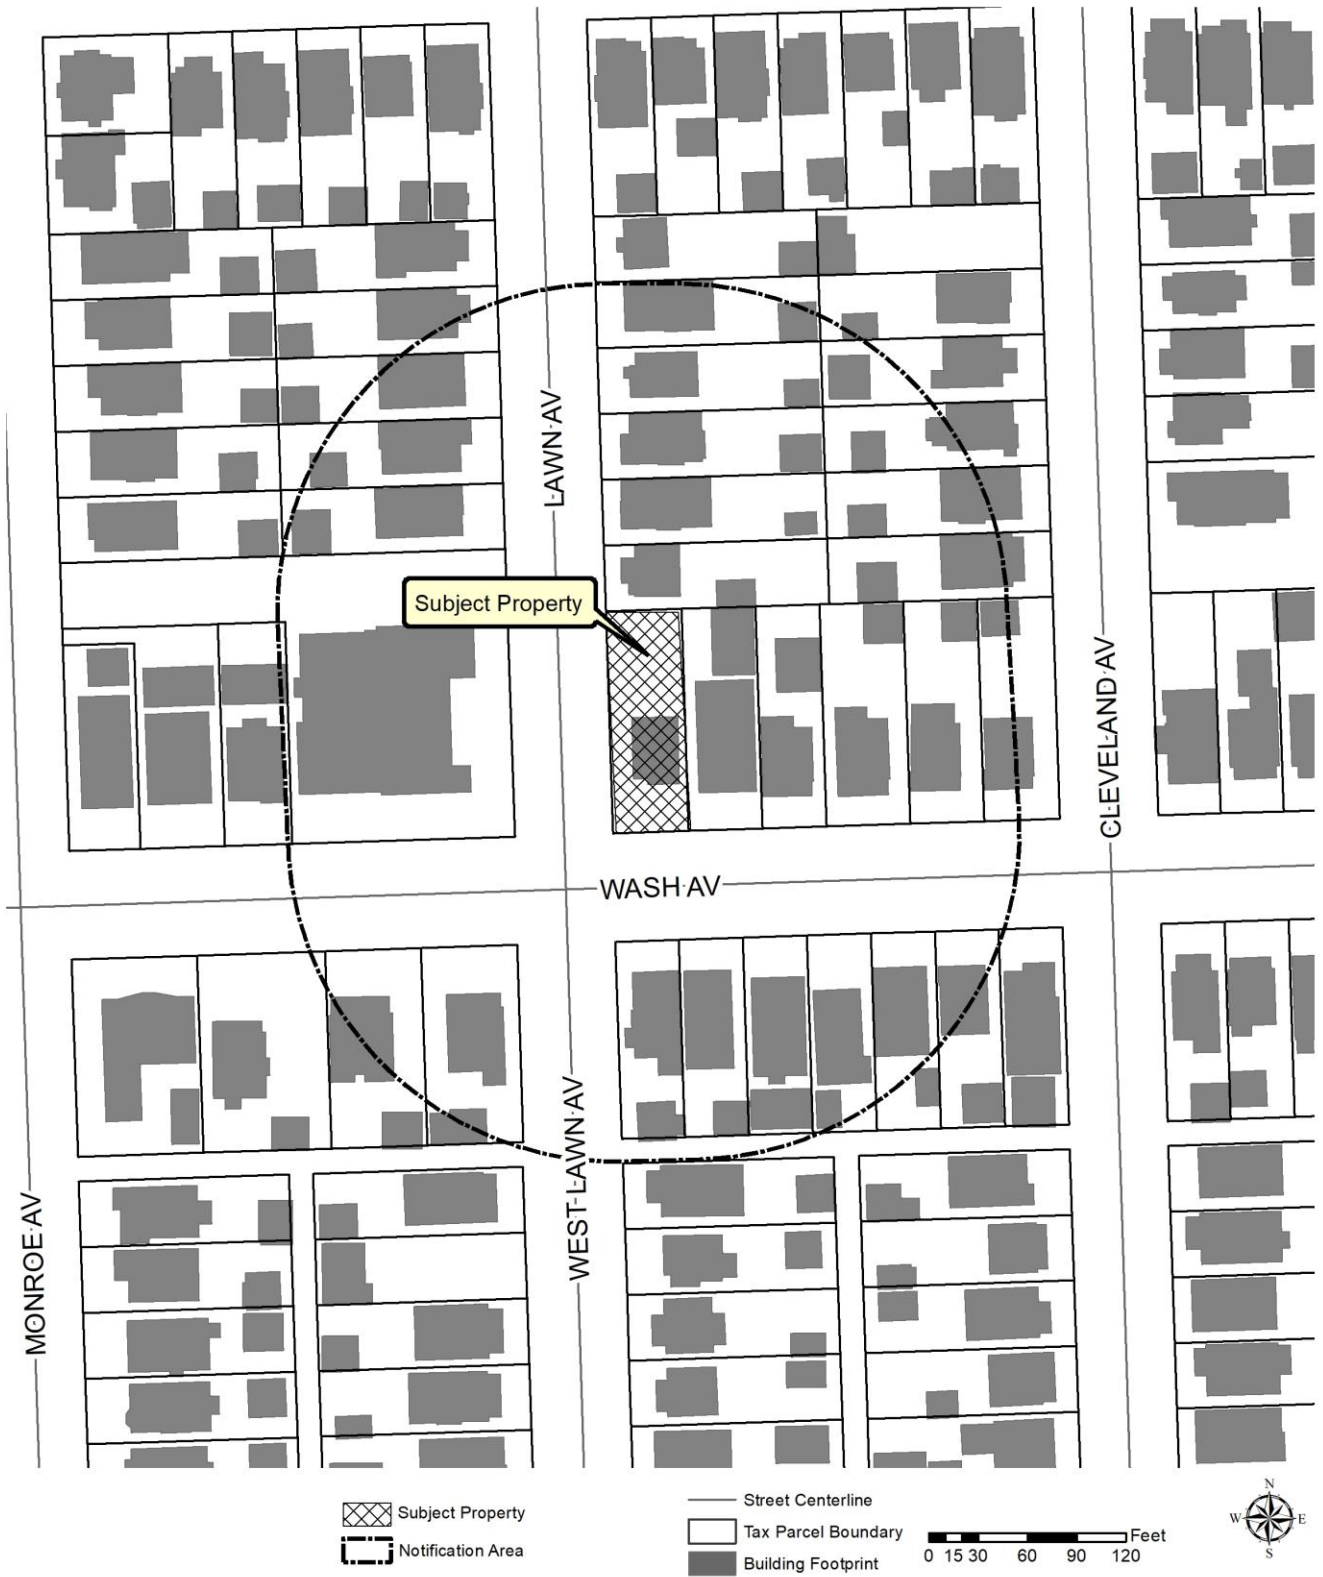 LAWN AV
Subject Property
CLEVELAND AV
WASH AV
WEST LAWN AV
MONROE AV
Subject Property
Notification Area
Street Centerline
Tax Parcel Boundary
Building Footprint
Feet
0 15 30 60 90 120
N
W E
S